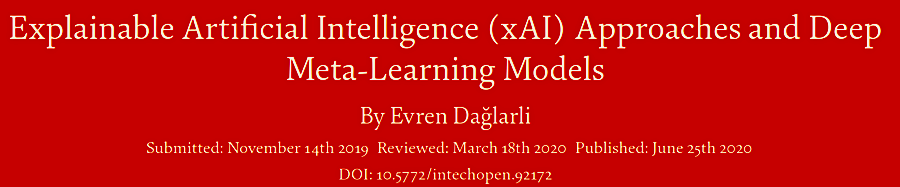 Explainable Artificial Intelligence (xAI) Approaches and Deep
Meta-Learning Models
By Evren Dağlarli
Submitted: November 14th 2019 Reviewed: March 18th 2020 Published: June 25th 2020
DOI: 10.5772/intechopen.92172